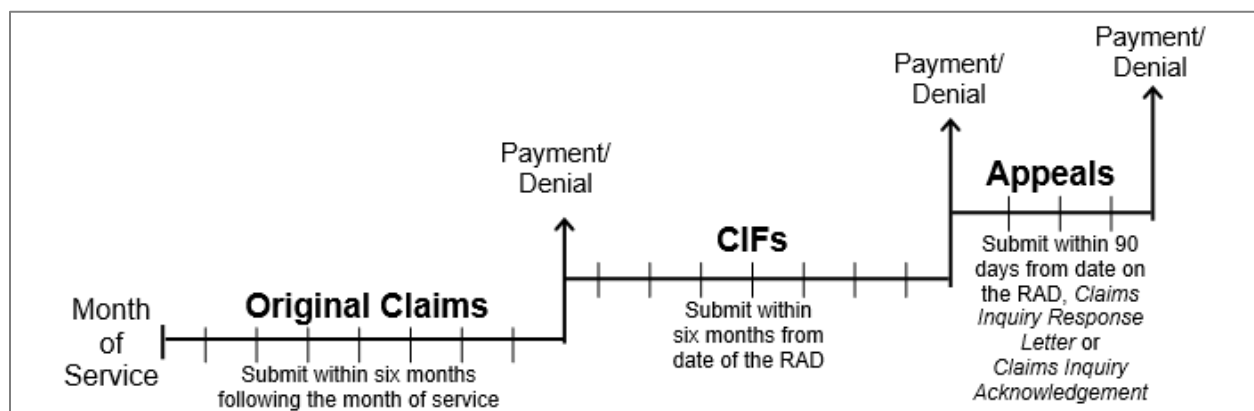 Month
of
Service
Original Claims
Submit within six months
following the month of service
Payment/
Denial
CIFs
Submit within
six months from
date of the RAD
Payment/
Denial
Appeals
Submit within 90
days from date on
the RAD, Claims
Inquiry Response
Letter or
Claims Inquiry
Acknowledgement
Payment/
Denial